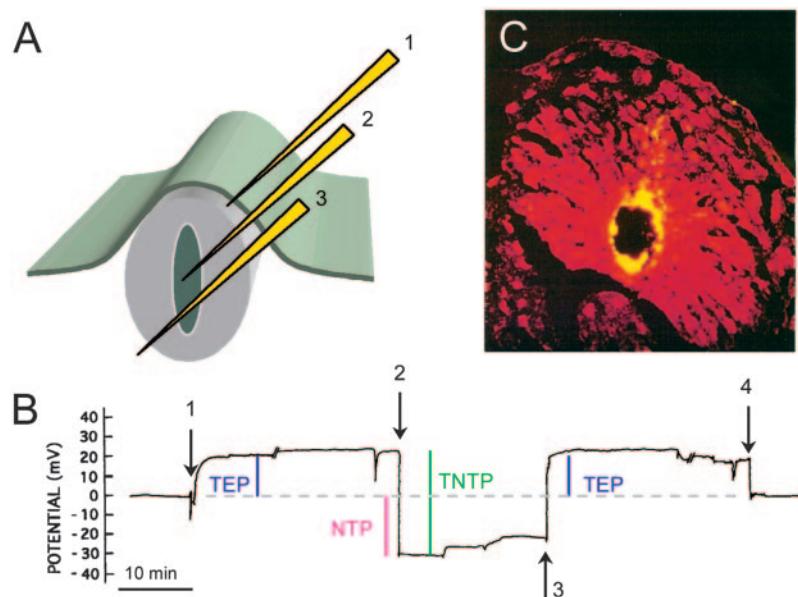 A
1
2
3
C
B
1
2
4
POTENTIAL (mV)
40
30
20
10
0
- 10
- 20
- 30
- 40
TEP
NTP
TNTP
TEP
3
10 min